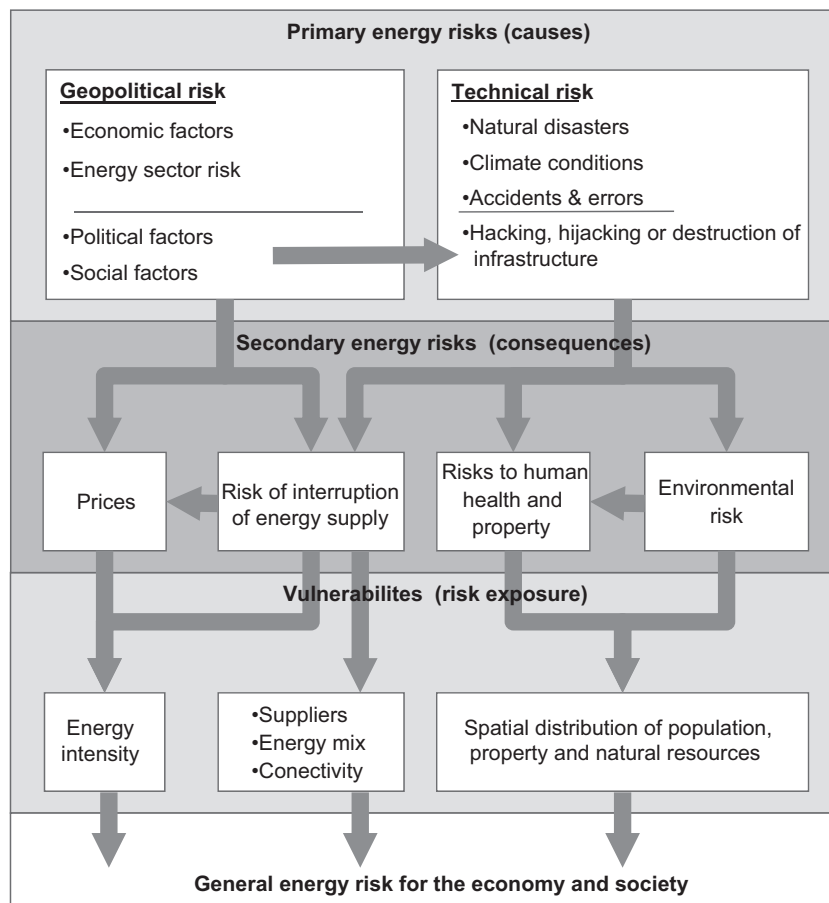 Primary energy risks (causes)
Geopolitical risk
•Economic factors
•Energy sector risk
•Political factors
•Social factors
Technical risk
•Natural disasters
•Climate conditions
•Accidents & errors
•Hacking, hijacking or destruction of
infrastructure
Secondary energy risks (consequences)
Prices
Risk of interruption
of energy supply
Risks to human
health and
property
Environmental
risk
Vulnerabilites (risk exposure)
Energy
intensity
•Suppliers
•Energy mix
•Conectivity
Spatial distribution of population,
property and natural resources
General energy risk for the economy and society